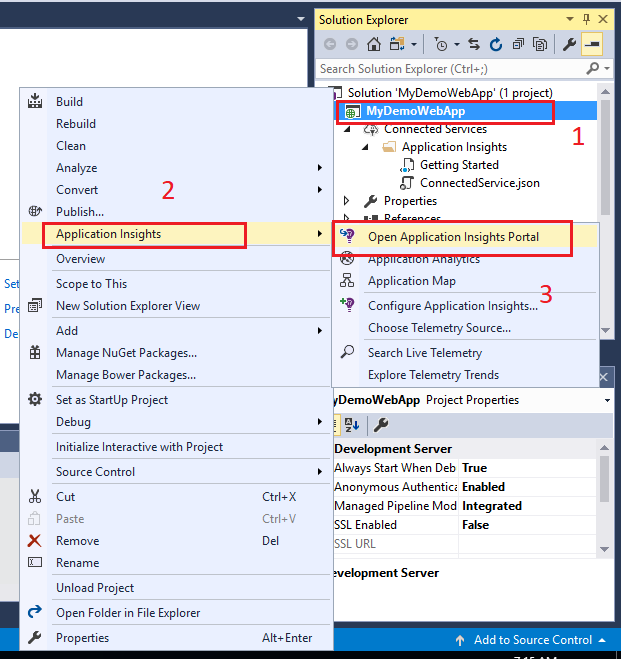 Solution Explorer
Search Solution Explorer (Ctrl+;)
Solution 'MyDemoWebApp' (1 project)
MyDemoWebApp
1
Connected Services
Application Insights
Getting Started
ConnectedService.json
Properties
References
Build
Rebuild
Clean
Analyze
Convert
2
Publish...
Application Insights
Overview
Scope to This
New Solution Explorer View
Add
Manage NuGet Packages...
Manage Bower Packages...
Set as StartUp Project
Debug
Initialize Interactive with Project
Source Control
Cut Ctrl+X
Paste Ctrl+V
Remove Del
Rename
Unload Project
Open Folder in File Explorer
Properties Alt+Enter
Open Application Insights Portal
Application Analytics
Application Map
3
Configure Application Insights...
Choose Telemetry Source...
Search Live Telemetry
Explore Telemetry Trends
Set
Pre
De
yDemoWebApp Project Properties
Development Server
Always Start When Deb True
Anonymous Authentica Enabled
Managed Pipeline Mod Integrated
SSL Enabled False
SSL URL
evelopment Server
Add to Source Control
7:15 AM